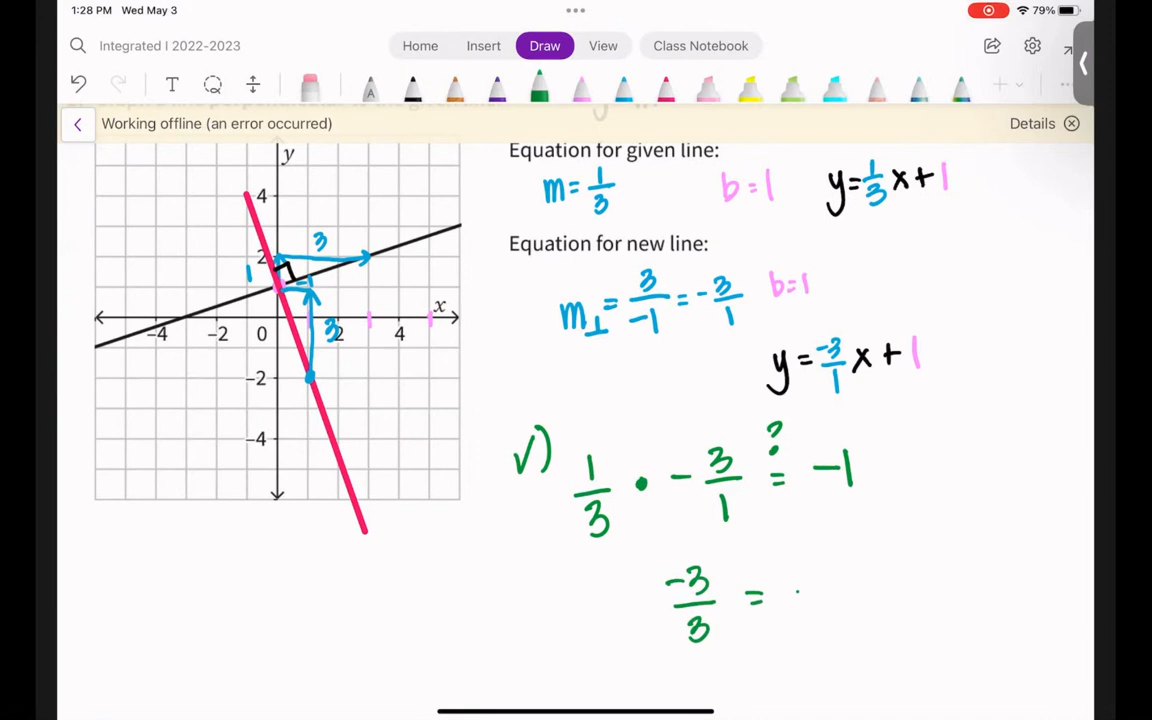 1:28 PM Wed May 3
79%
Integrated I 2022-2023
Home Insert Draw View Class Notebook
T A
Working offline (an error occurred) Details
Equation for given line:
m = 1/3 b = 1 y = 1/3 x + 1
Equation for new line:
m⊥ = 3/-1 = -3/1 b = 1
y = -3/1 x + 1
√) 1/3 • -3/1 ?= -1
-3/3 =
y
4
3
2
1
-1
x
-4 -2 0 2 4
3
-2
-4